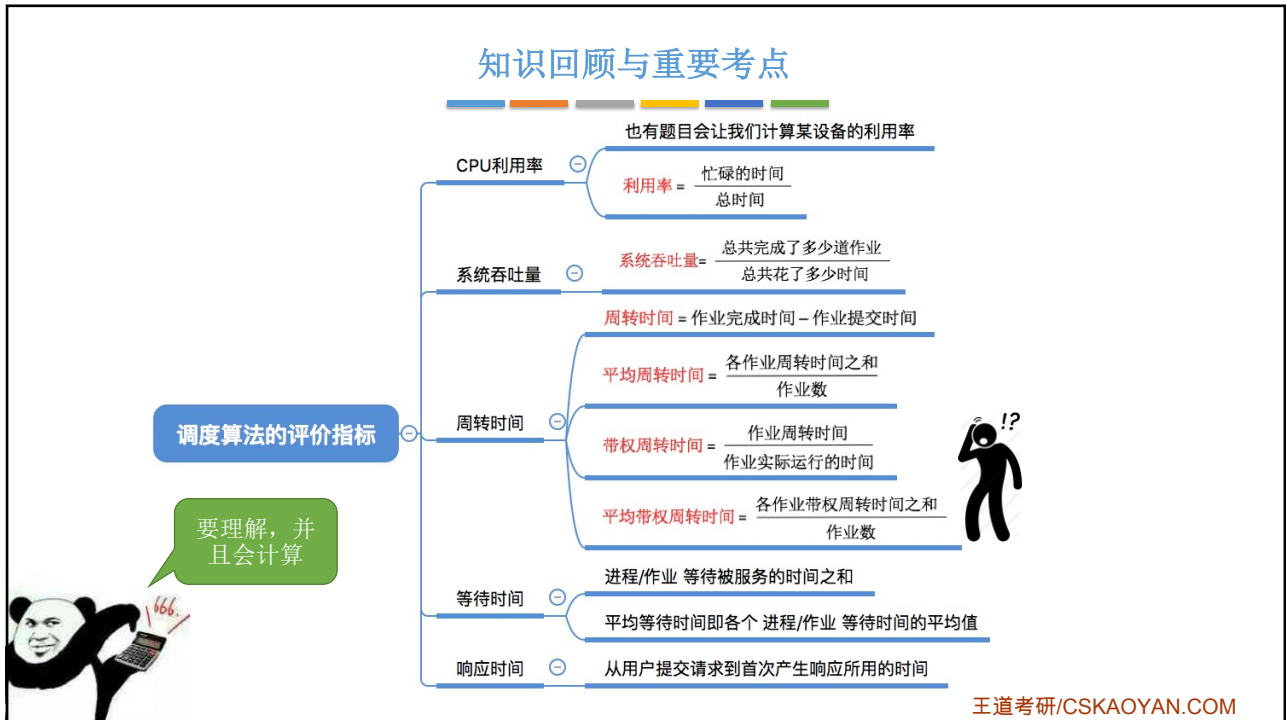 知识回顾与重要考点
调度算法的评价指标
CPU利用率
也有题目会让我们计算某设备的利用率
利用率 = 忙碌的时间
总时间
系统吞吐量
系统吞吐量= 总共完成了多少道作业
总共花了多少时间
周转时间
周转时间 = 作业完成时间 – 作业提交时间
平均周转时间 = 各作业周转时间之和
作业数
带权周转时间 = 作业周转时间
作业实际运行的时间
平均带权周转时间 = 各作业带权周转时间之和
作业数
等待时间
进程/作业 等待被服务的时间之和
平均等待时间即各个 进程/作业 等待时间的平均值
响应时间
从用户提交请求到首次产生响应所用的时间
!?
要理解，并
且会计算
666.
王道考研/CSKAOYAN.COM